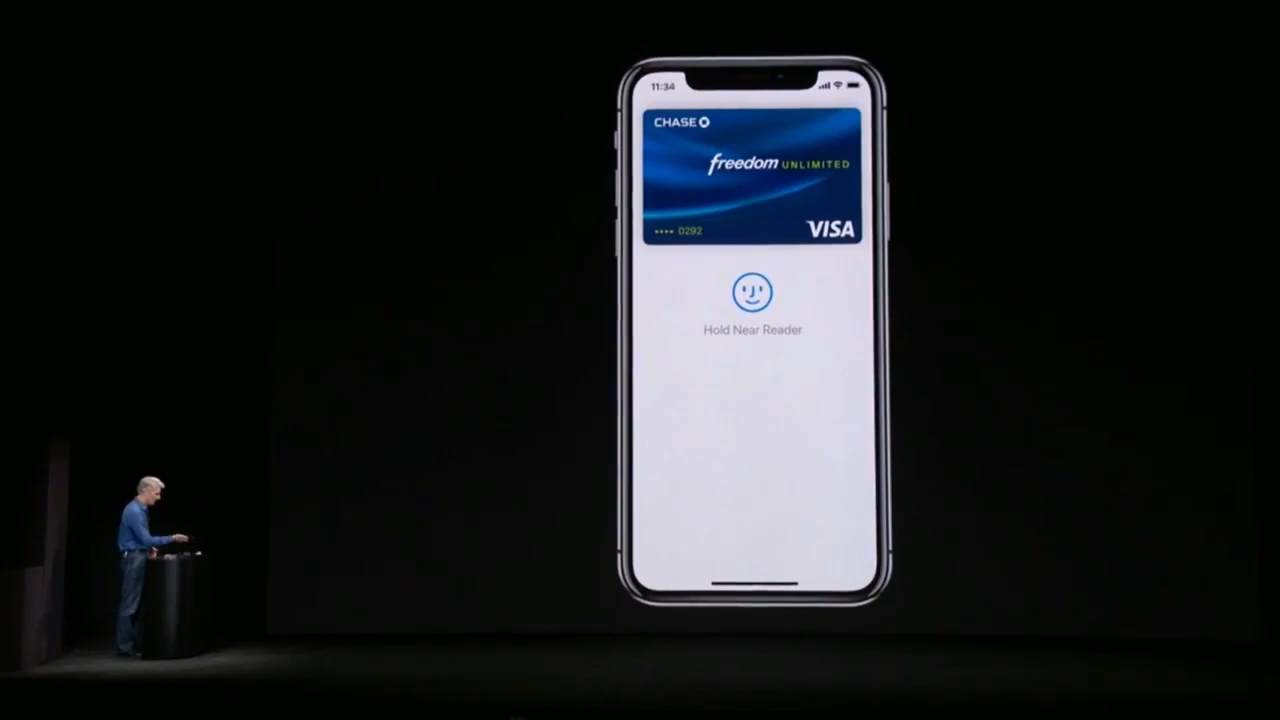 11:34
CHASE
freedom UNLIMITED
•••• 0292
VISA
Hold Near Reader